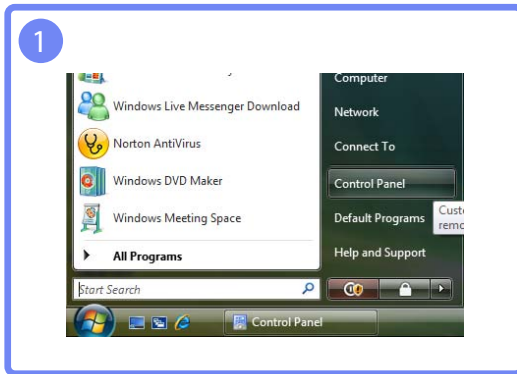 1
Windows Live Messenger Download
Norton AntiVirus
Windows DVD Maker
Windows Meeting Space
All Programs
Start Search
Computer
Network
Connect To
Control Panel
Default Programs
Help and Support
Control Panel